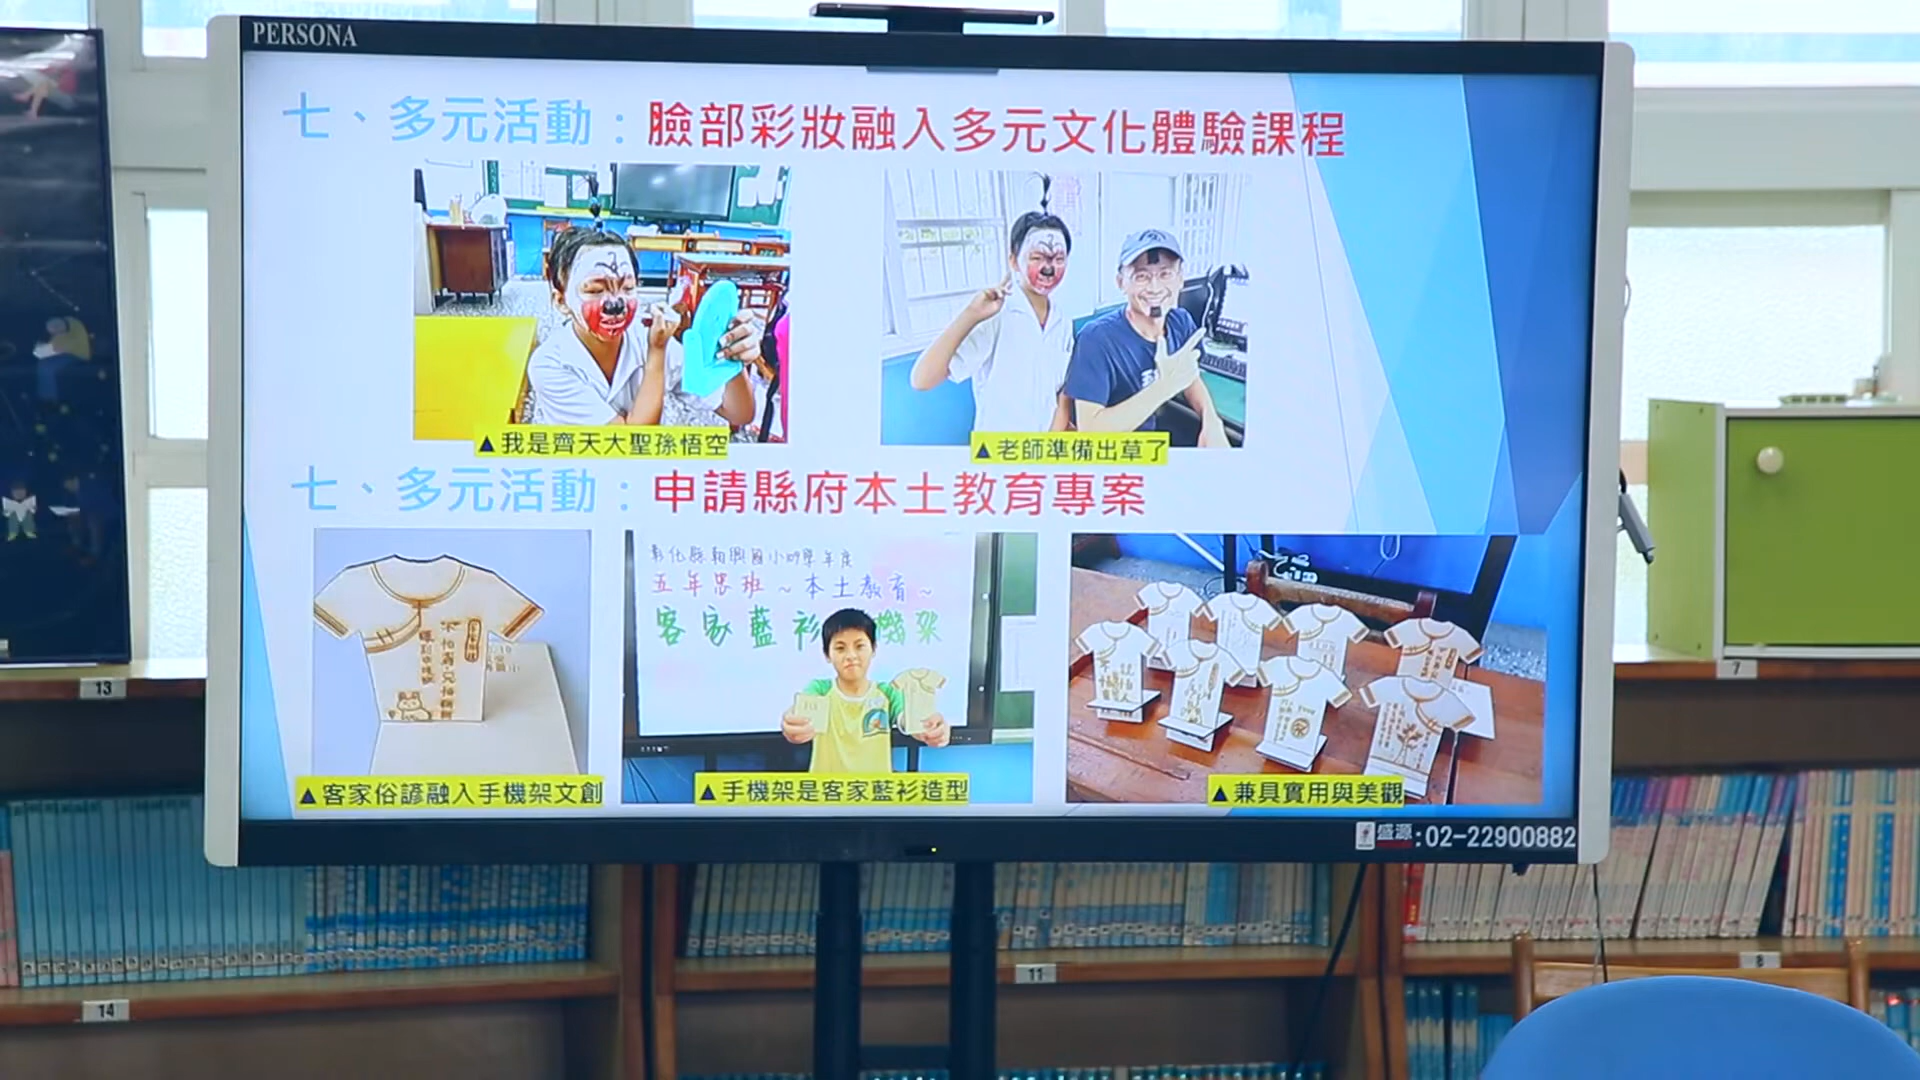 PERSONA
七、多元活動：臉部彩妝融入多元文化體驗課程
▲我是齊天大聖孫悟空
▲老師準備出草了
七、多元活動：申請縣府本土教育專案
五年忠班~本土教育~
客家藍衫 機架
▲客家俗諺融入手機架文創
▲手機架是客家藍衫造型
▲兼具實用與美觀
盛源:02-22900882
13
7
14
11
8